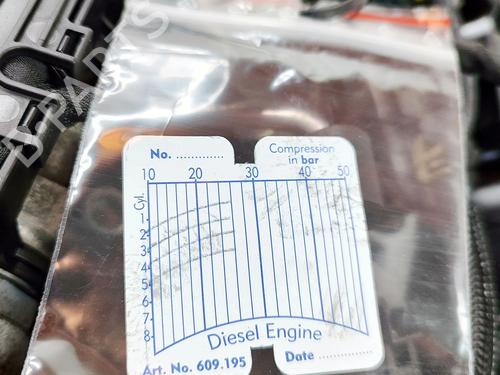 No. .............
Compression
in bar
10 20 30 40 50
Cyl.
1
2
3
4
5
6
7
8
Diesel Engine
Art. No. 609.195
Date ...............